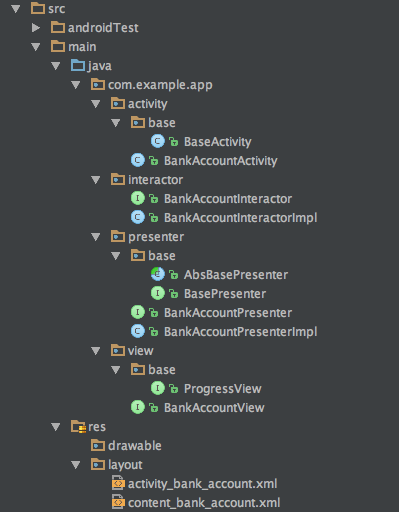 src
androidTest
main
java
com.example.app
activity
base
BaseActivity
BankAccountActivity
interactor
BankAccountInteractor
BankAccountInteractorImpl
presenter
base
AbsBasePresenter
BasePresenter
BankAccountPresenter
BankAccountPresenterImpl
view
base
ProgressView
BankAccountView
res
drawable
layout
activity_bank_account.xml
content_bank_account.xml